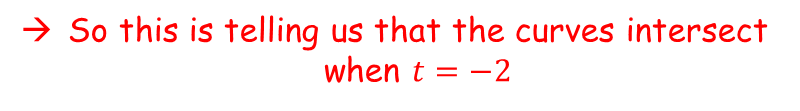 → So this is telling us that the curves intersect
when t = −2